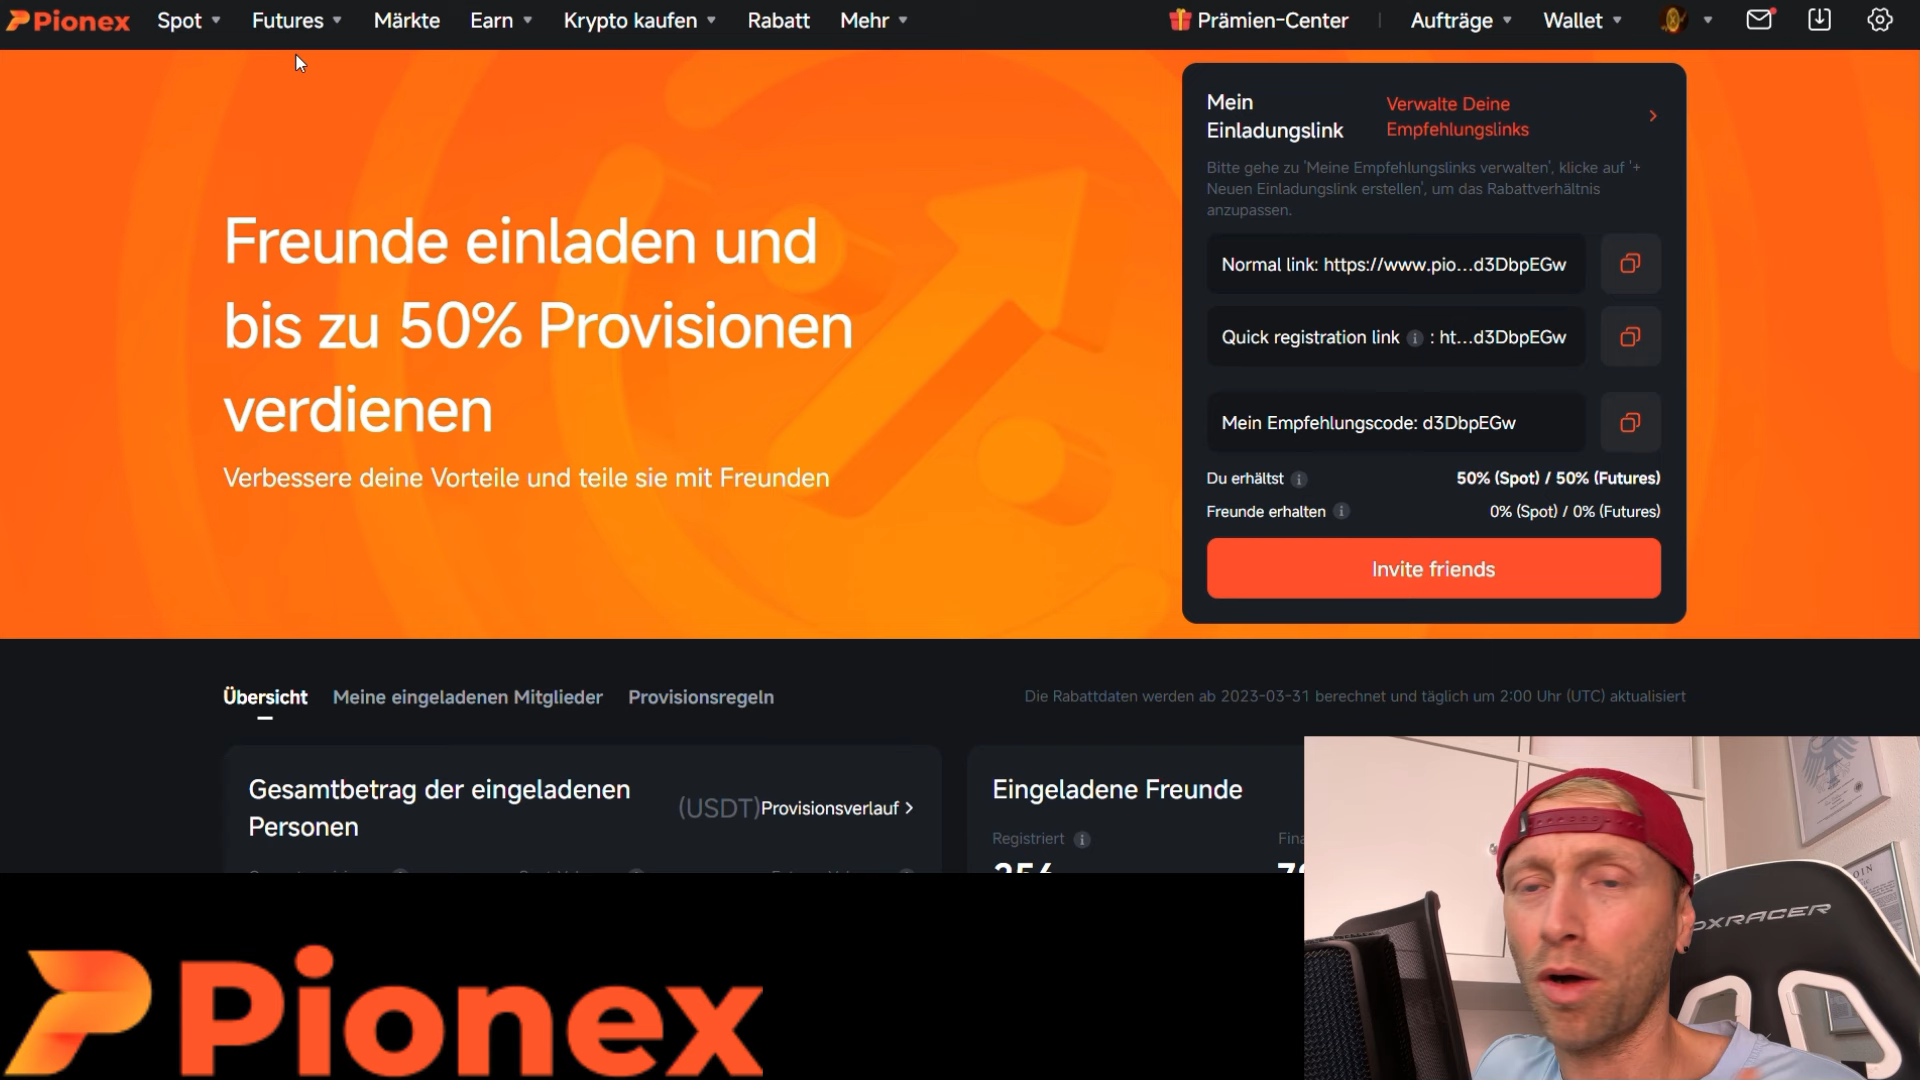 Pionex
Spot
Futures
Märkte
Earn
Krypto kaufen
Rabatt
Mehr
Prämien-Center
Aufträge
Wallet
Freunde einladen und
bis zu 50% Provisionen
verdienen
Verbessere deine Vorteile und teile sie mit Freunden
Mein
Einladungslink
Verwalte Deine
Empfehlungslinks
Bitte gehe zu 'Meine Empfehlungslinks verwalten', klicke auf '+
Neuen Einladungslink erstellen', um das Rabattverhältnis
anzupassen.
Normal link: https://www.pio...d3DbpEGw
Quick registration link : ht...d3DbpEGw
Mein Empfehlungscode: d3DbpEGw
Du erhältst 50% (Spot) / 50% (Futures)
Freunde erhalten 0% (Spot) / 0% (Futures)
Invite friends
Übersicht
Meine eingeladenen Mitglieder
Provisionsregeln
Die Rabattdaten werden ab 2023-03-31 berechnet und täglich um 2:00 Uhr (UTC) aktualisiert
Gesamtbetrag der eingeladenen
Personen
(USDT)Provisionsverlauf >
Eingeladene Freunde
Registriert
Pionex
DXRACER